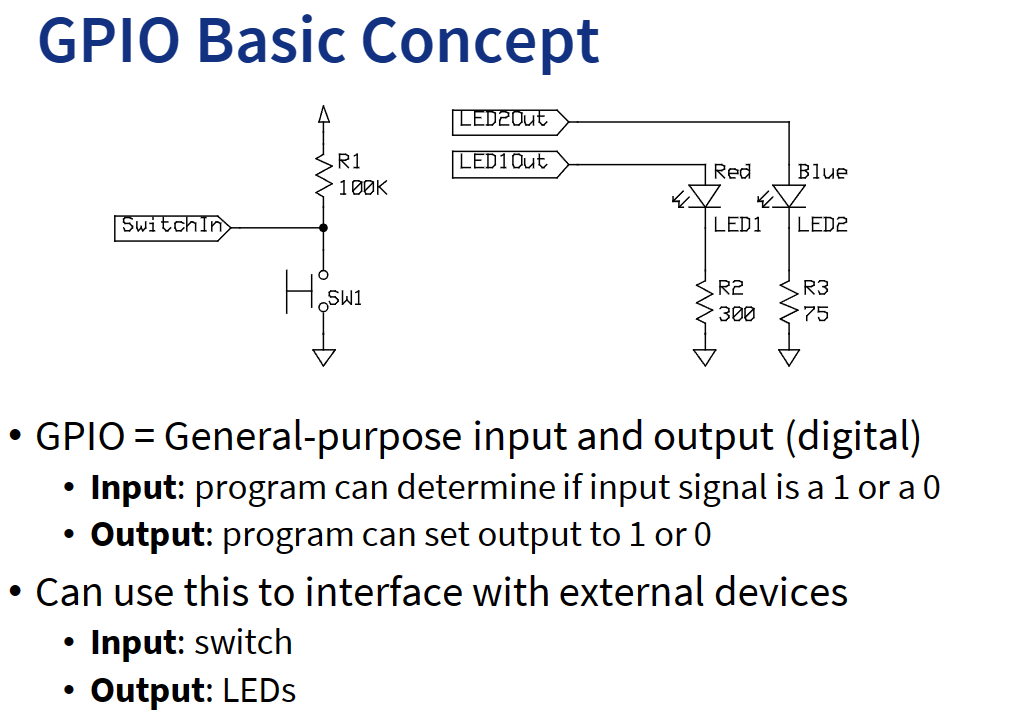 GPIO Basic Concept
LED2Out
LED1Out
R1
100K
Red
Blue
SwitchIn
LED1
LED2
SW1
R2
300
R3
75
• GPIO = General-purpose input and output (digital)
• Input: program can determine if input signal is a 1 or a 0
• Output: program can set output to 1 or 0
• Can use this to interface with external devices
• Input: switch
• Output: LEDs